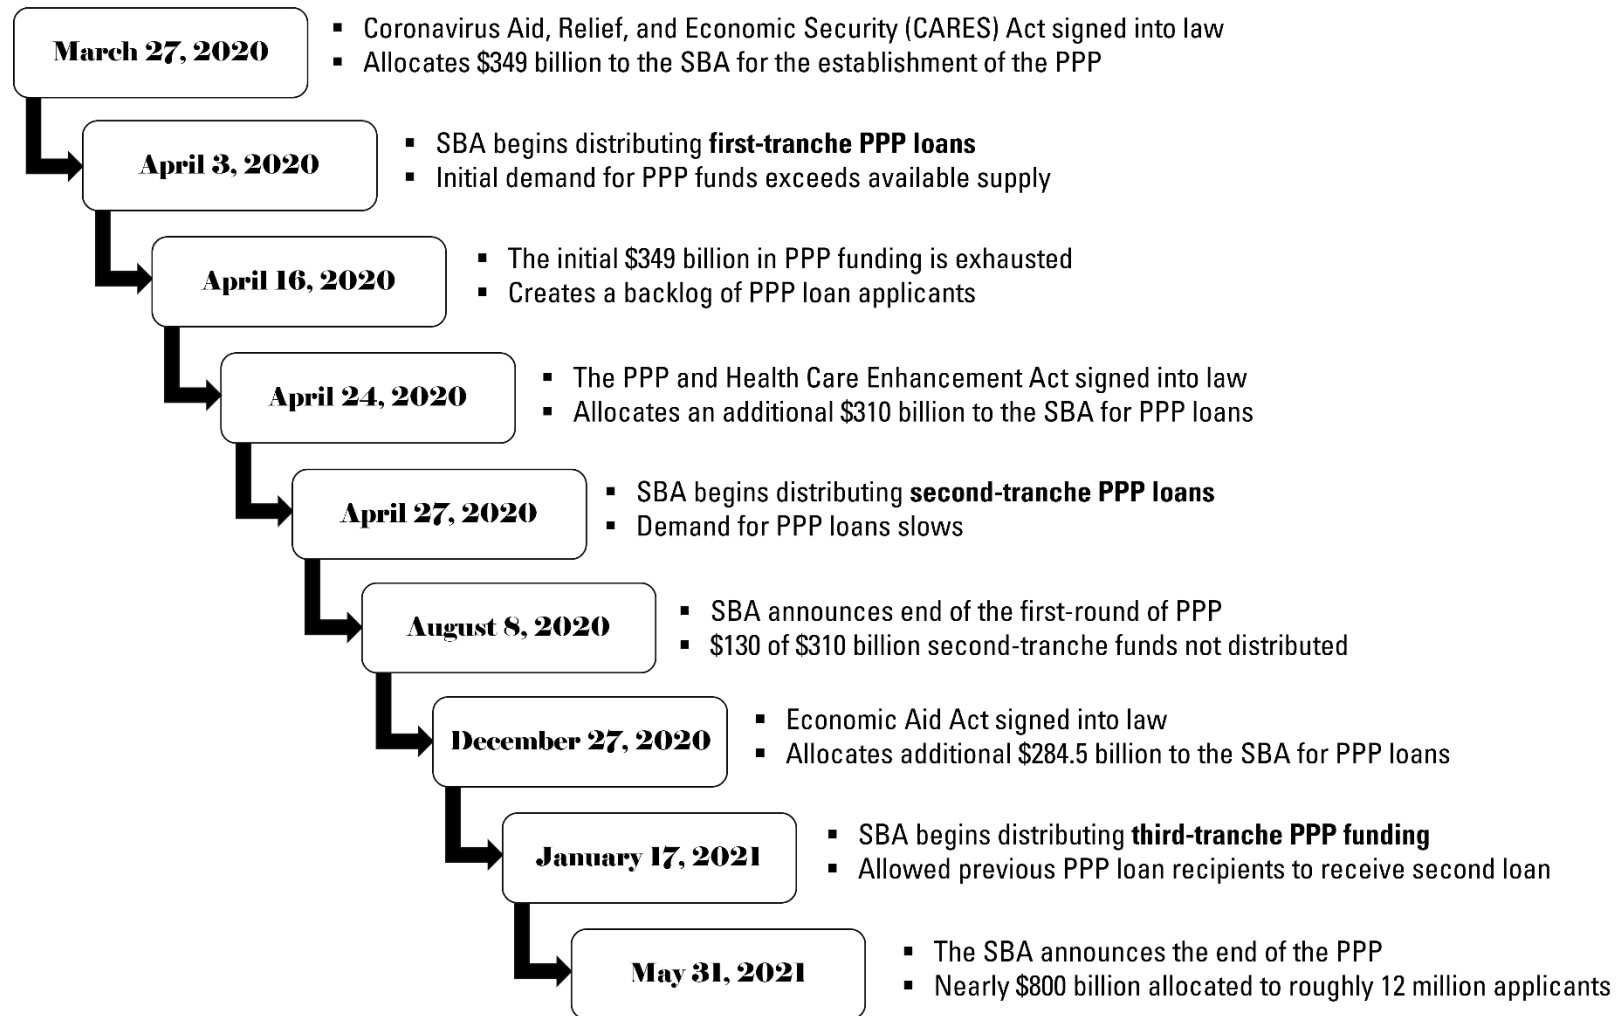 March 27, 2020
▪ Coronavirus Aid, Relief, and Economic Security (CARES) Act signed into law
▪ Allocates $349 billion to the SBA for the establishment of the PPP
April 3, 2020
▪ SBA begins distributing first-tranche PPP loans
▪ Initial demand for PPP funds exceeds available supply
April 16, 2020
▪ The initial $349 billion in PPP funding is exhausted
▪ Creates a backlog of PPP loan applicants
April 24, 2020
▪ The PPP and Health Care Enhancement Act signed into law
▪ Allocates an additional $310 billion to the SBA for PPP loans
April 27, 2020
▪ SBA begins distributing second-tranche PPP loans
▪ Demand for PPP loans slows
August 8, 2020
▪ SBA announces end of the first-round of PPP
▪ $130 of $310 billion second-tranche funds not distributed
December 27, 2020
▪ Economic Aid Act signed into law
▪ Allocates additional $284.5 billion to the SBA for PPP loans
January 17, 2021
▪ SBA begins distributing third-tranche PPP funding
▪ Allowed previous PPP loan recipients to receive second loan
May 31, 2021
▪ The SBA announces the end of the PPP
▪ Nearly $800 billion allocated to roughly 12 million applicants